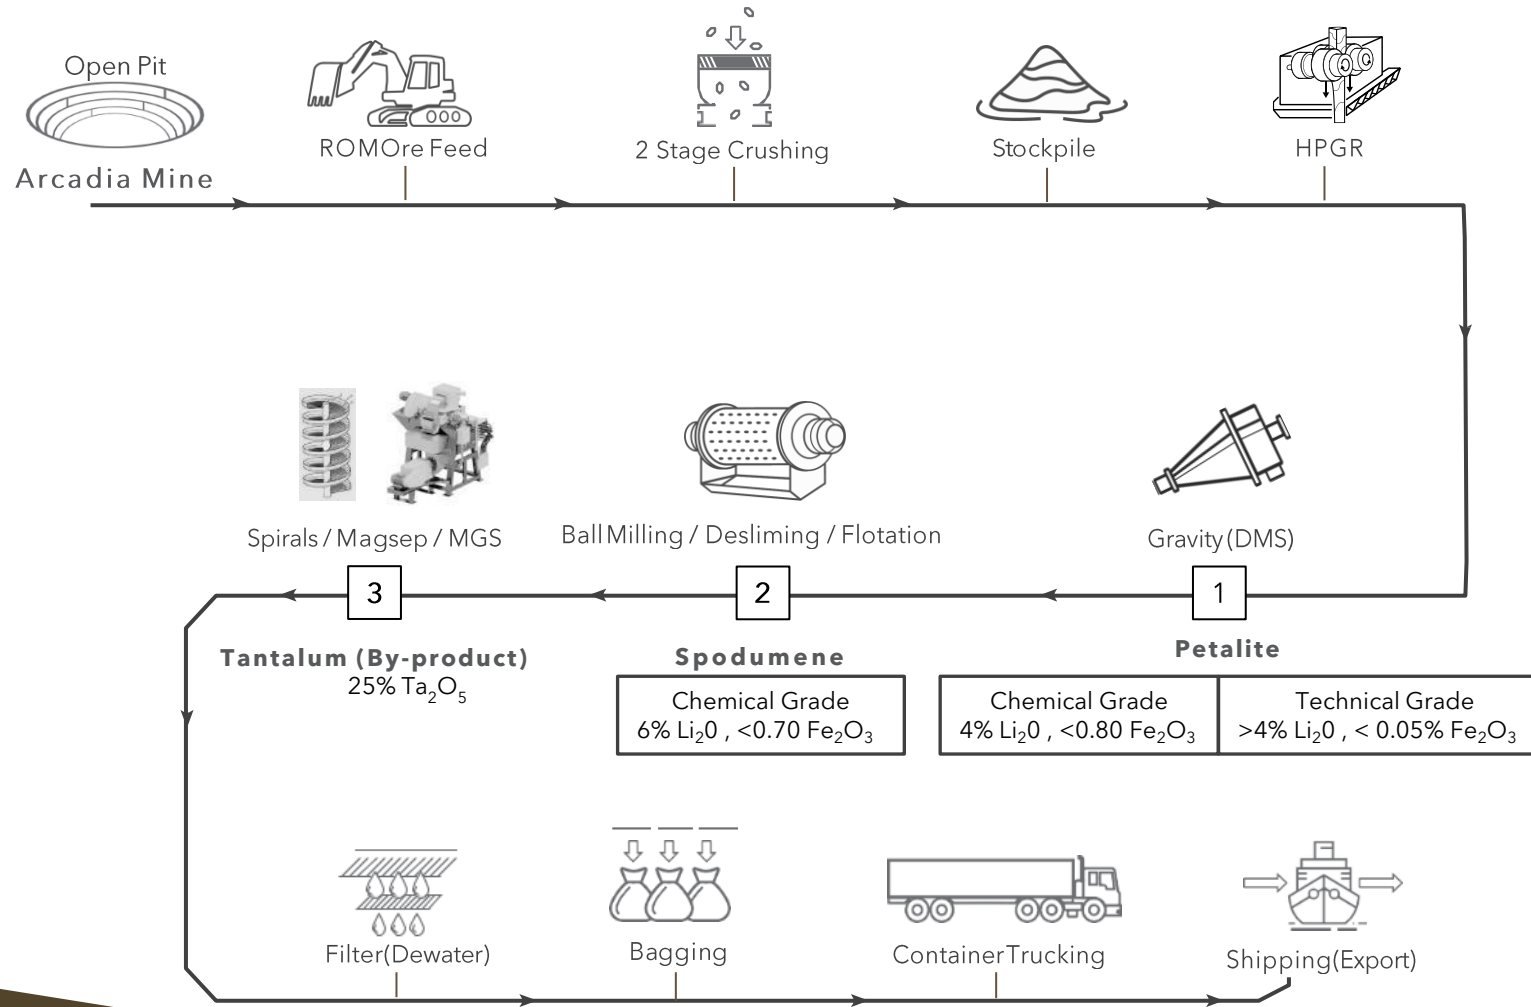 Open Pit
Arcadia Mine
ROMOre Feed
2 Stage Crushing
Stockpile
HPGR
Spirals / Magsep / MGS
Ball Milling / Desliming / Flotation
Gravity (DMS)
3
2
1
Tantalum (By-product)
25% Ta₂O₅
Spodumene
Chemical Grade
6% Li₂0 , <0.70 Fe₂O₃
Petalite
Chemical Grade
4% Li₂0 , <0.80 Fe₂O₃
Technical Grade
>4% Li₂0 , < 0.05% Fe₂O₃
Filter(Dewater)
Bagging
Container Trucking
Shipping(Export)